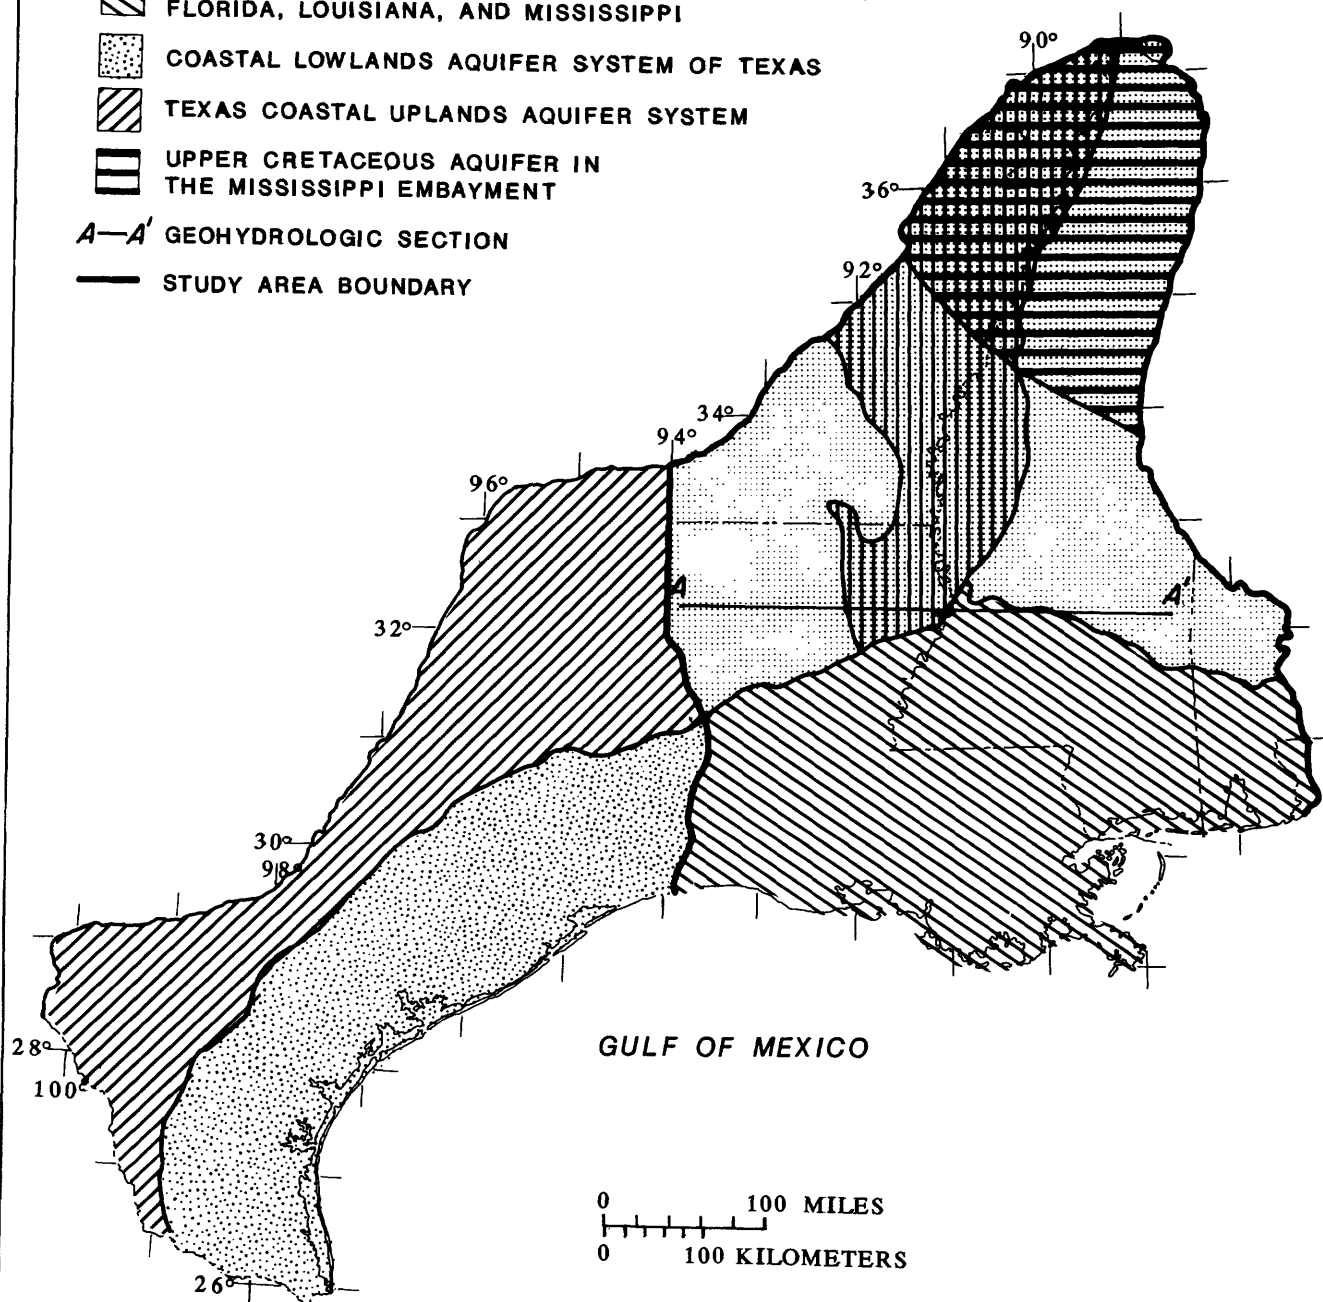 FLORIDA, LOUISIANA, AND MISSISSIPPI
COASTAL LOWLANDS AQUIFER SYSTEM OF TEXAS
TEXAS COASTAL UPLANDS AQUIFER SYSTEM
UPPER CRETACEOUS AQUIFER IN
THE MISSISSIPPI EMBAYMENT
A—A' GEOHYDROLOGIC SECTION
STUDY AREA BOUNDARY
90°
36°
92°
34°
94°
96°
A
A'
32°
30°
98°
28°
100°
GULF OF MEXICO
0 100 MILES
0 100 KILOMETERS
26°